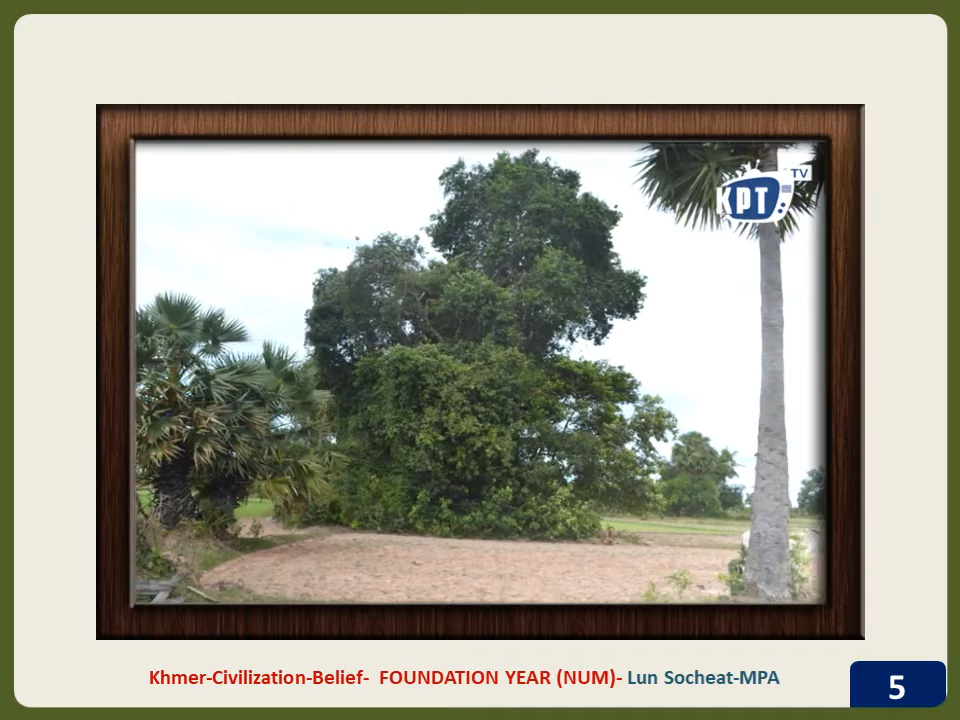 TV
KPT
Khmer-Civilization-Belief- FOUNDATION YEAR (NUM)- Lun Socheat-MPA
5